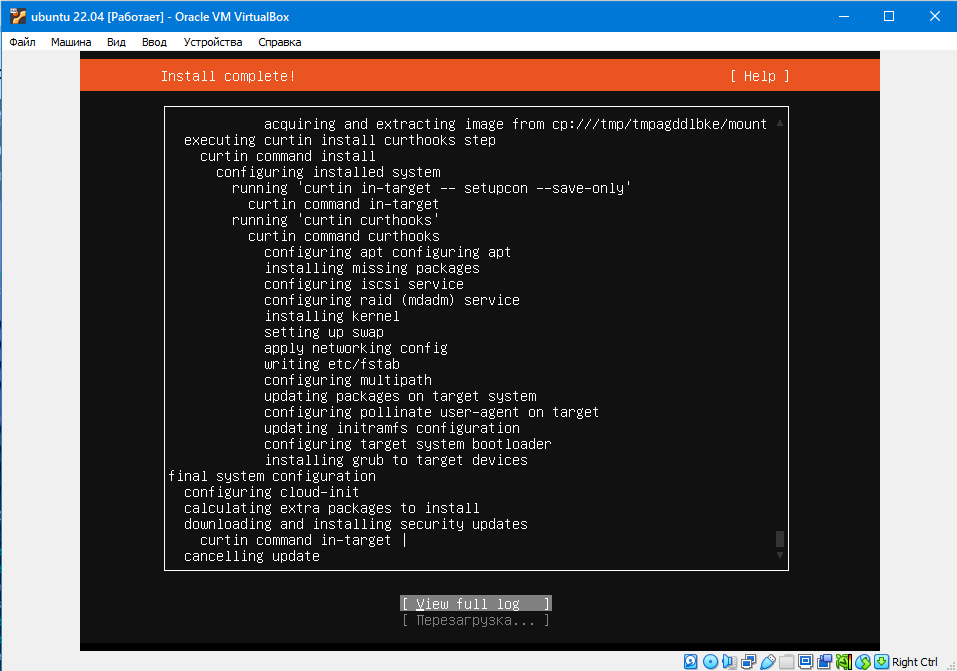 ubuntu 22.04 [Работает] - Oracle VM VirtualBox
Файл Машина Вид Ввод Устройства Справка
Install complete! [ Help ]
acquiring and extracting image from cp:///tmp/tmpagddlbke/mount
executing curtin install curthooks step
curtin command install
configuring installed system
running 'curtin in-target -- setupcon --save-only'
curtin command in-target
running 'curtin curthooks'
curtin command curthooks
configuring apt configuring apt
installing missing packages
configuring iscsi service
configuring raid (mdadm) service
installing kernel
setting up swap
apply networking config
writing etc/fstab
configuring multipath
updating packages on target system
configuring pollinate user-agent on target
updating initramfs configuration
configuring target system bootloader
installing grub to target devices
final system configuration
configuring cloud-init
calculating extra packages to install
downloading and installing security updates
curtin command in-target |
cancelling update
[ View full log ]
[ Перезагрузка... ]
Right Ctrl